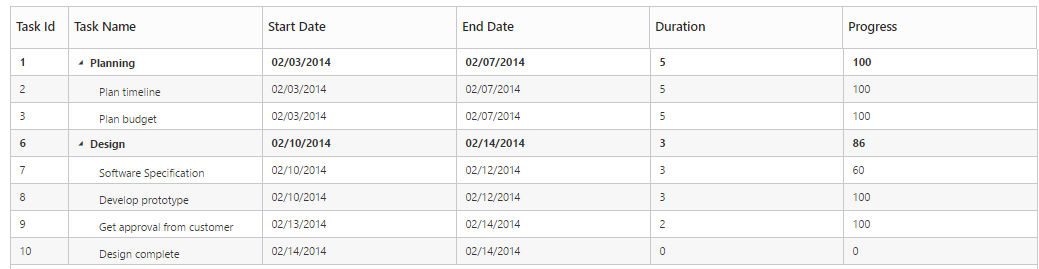 Task Id Task Name Start Date End Date Duration Progress
1 Planning 02/03/2014 02/07/2014 5 100
2 Plan timeline 02/03/2014 02/07/2014 5 100
3 Plan budget 02/03/2014 02/07/2014 5 100
6 Design 02/10/2014 02/14/2014 3 86
7 Software Specification 02/10/2014 02/12/2014 3 60
8 Develop prototype 02/10/2014 02/12/2014 3 100
9 Get approval from customer 02/13/2014 02/14/2014 2 100
10 Design complete 02/14/2014 02/14/2014 0 0